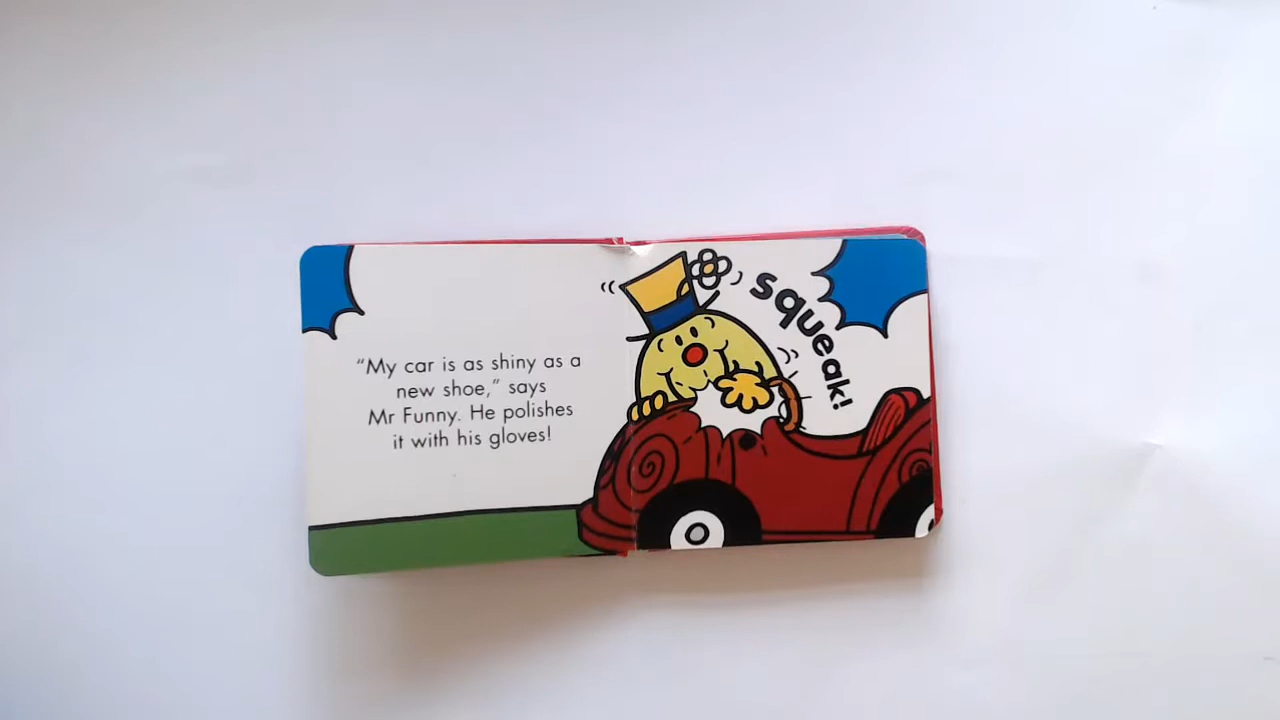 “My car is as shiny as a
new shoe,” says
Mr Funny. He polishes
it with his gloves!
squeak!